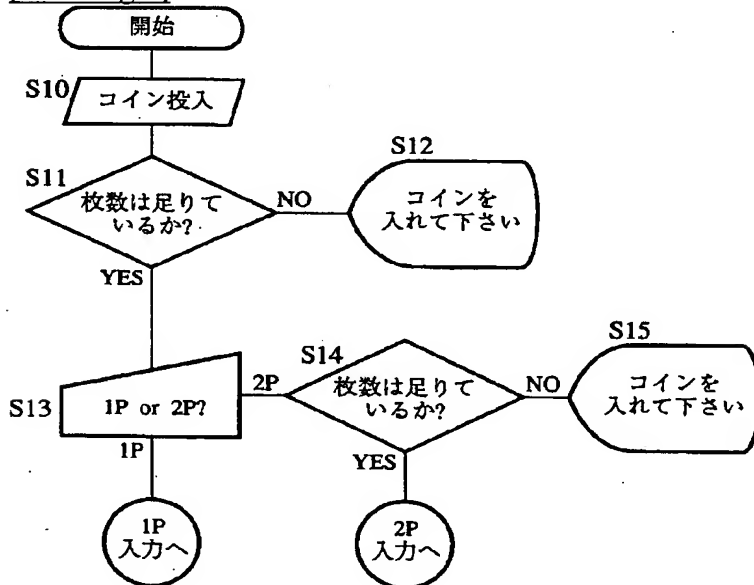 開始
S10
コイン投入
S11
枚数は足りて
いるか?
NO
YES
S12
コインを
入れて下さい
S13
1P or 2P?
2P
1P
S14
枚数は足りて
いるか?
NO
YES
S15
コインを
入れて下さい
1P
入力へ
2P
入力へ